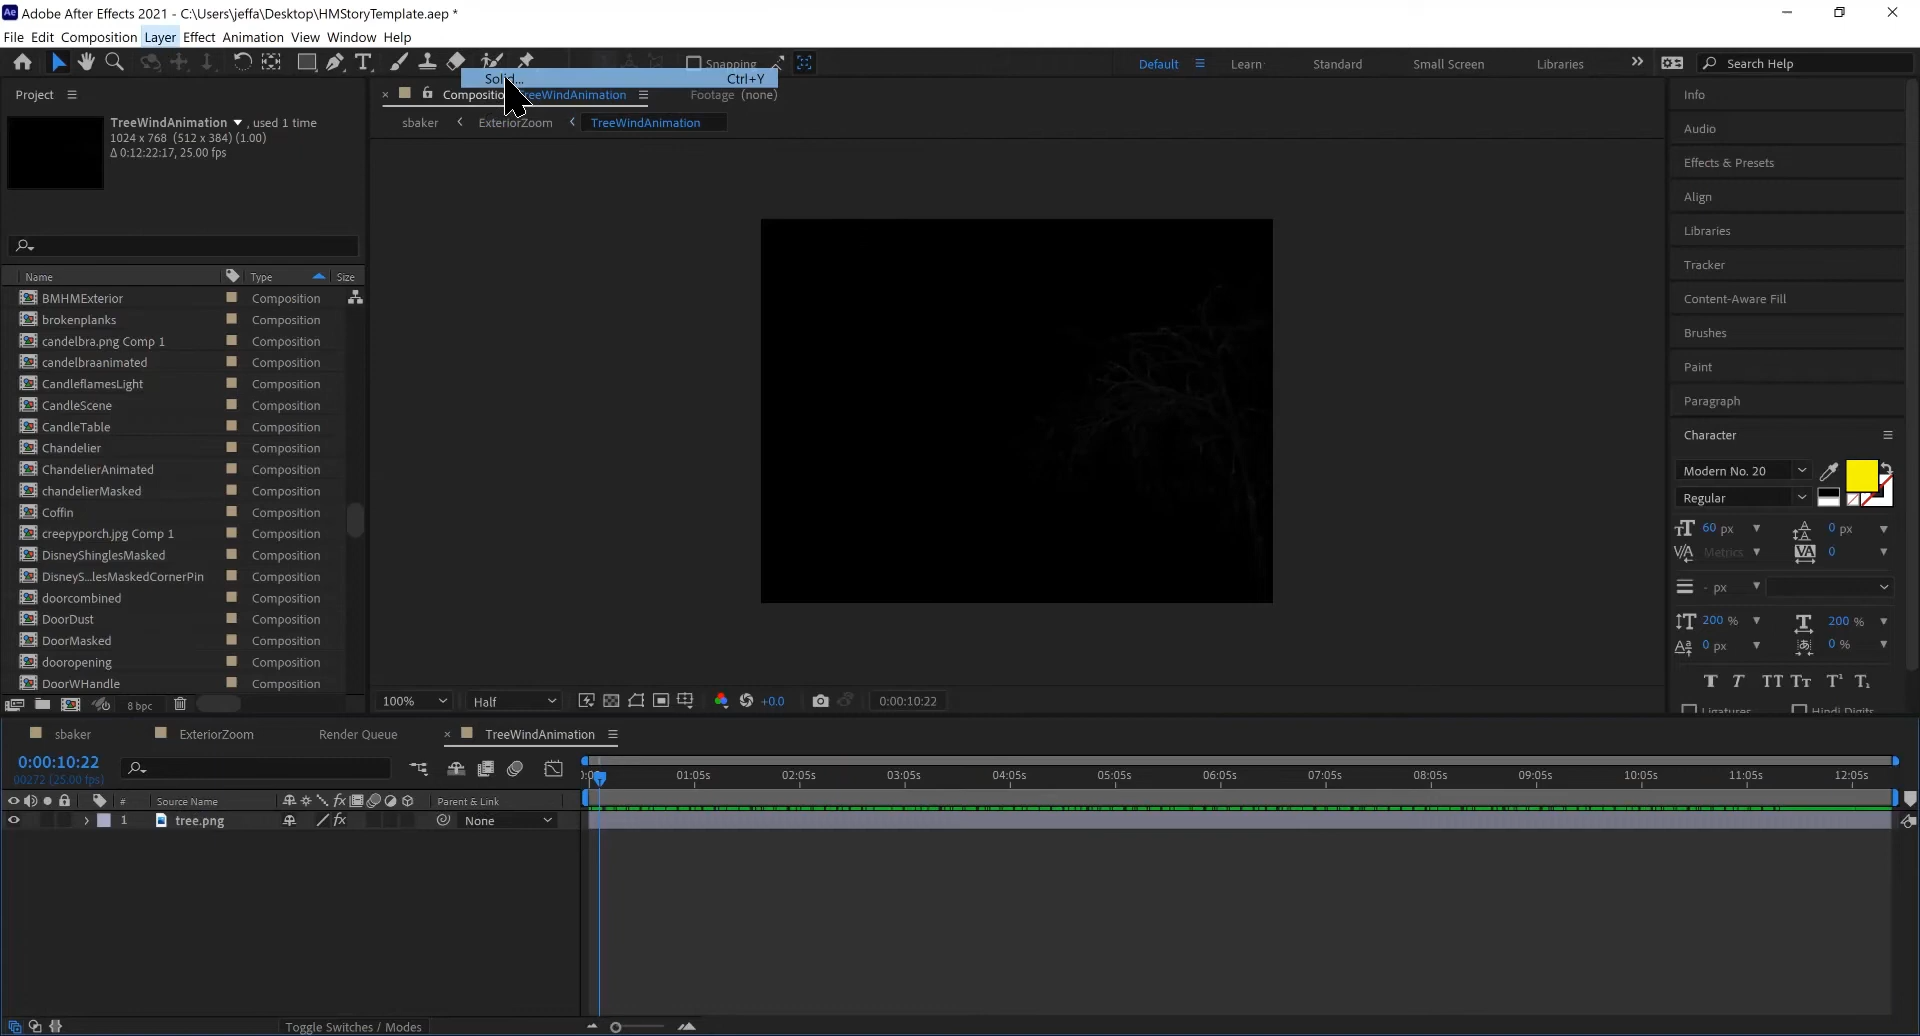 Adobe After Effects 2021 - C:\Users\jeffa\Desktop\HMStoryTemplate.aep *
File Edit Composition Layer Effect Animation View Window Help
Snapping
Default Learn Standard Small Screen Libraries Search Help
Solid... Ctrl+Y
Project
Composition TreeWindAnimation Footage (none)
sbaker ExteriorZoom TreeWindAnimation
TreeWindAnimation , used 1 time
1024 x 768 (512 x 384) (1.00)
Δ 0:12:22:17, 25.00 fps
Name Type Size
BMHMExterior Composition
brokenplanks Composition
candelbra.png Comp 1 Composition
candelbraanimated Composition
CandleflamesLight Composition
CandleScene Composition
CandleTable Composition
Chandelier Composition
ChandelierAnimated Composition
chandelierMasked Composition
Coffin Composition
creepyporch.jpg Comp 1 Composition
DisneyShinglesMasked Composition
DisneyS...lesMaskedCornerPin Composition
doorcombined Composition
DoorDust Composition
DoorMasked Composition
dooropening Composition
DoorWHandle Composition
8 bpc
100% Half +0.0 0:00:10:22
Info
Audio
Effects & Presets
Align
Libraries
Tracker
Content-Aware Fill
Brushes
Paint
Paragraph
Character
Modern No. 20
Regular
60 px 0 px
Metrics 0
- px
200 % 200 %
0 px 0 %
T T TT Tt T¹ T₁
Ligatures Hindi Digits
sbaker ExteriorZoom Render Queue TreeWindAnimation
0:00:10:22
00272 (25.00 fps)
01:05s 02:05s 03:05s 04:05s 05:05s 06:05s 07:05s 08:05s 09:05s 10:05s 11:05s 12:05s
# Source Name Parent & Link
1 tree.png None
Toggle Switches / Modes